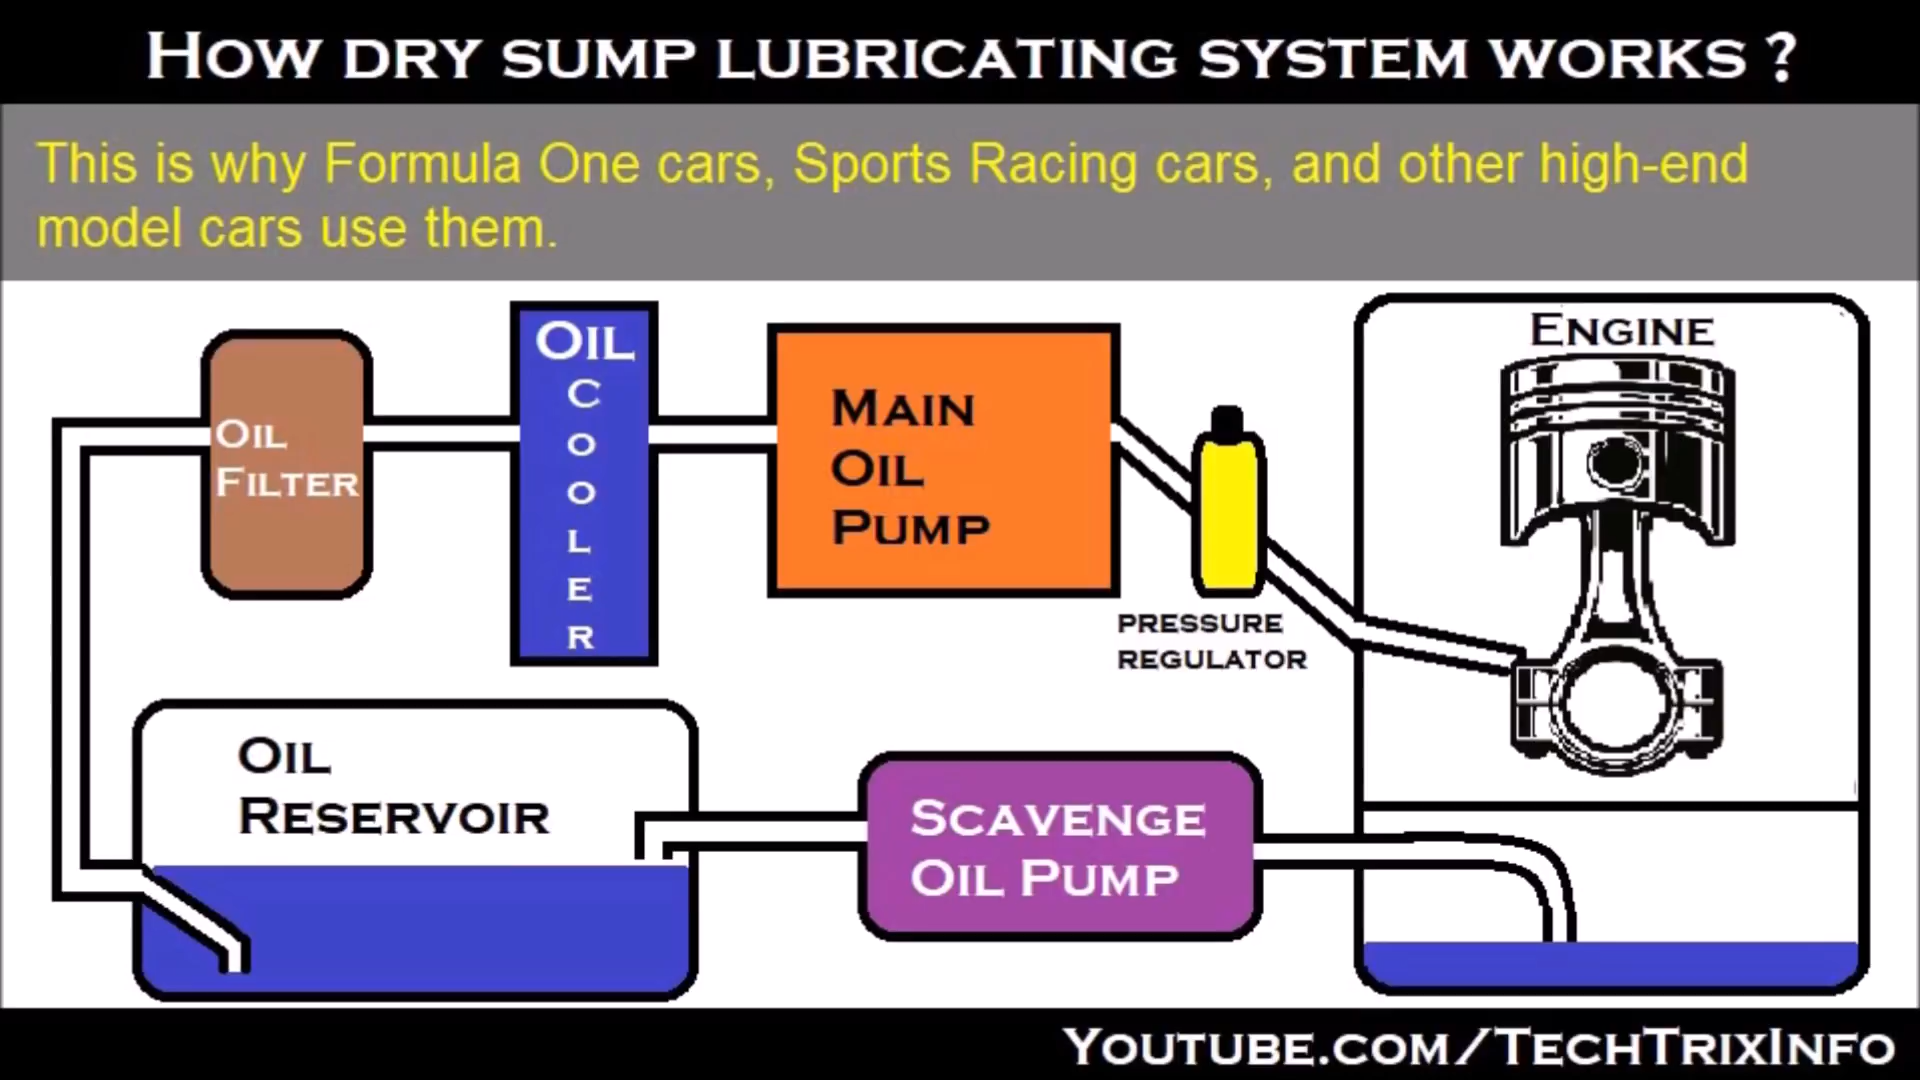 How dry sump lubricating system works ?
This is why Formula One cars, Sports Racing cars, and other high-end
model cars use them.
Oil
Filter
Oil
C
O
O
L
E
R
Main
Oil
Pump
Pressure
Regulator
Engine
Oil
Reservoir
Scavenge
Oil Pump
Youtube.com/TechTrixInfo